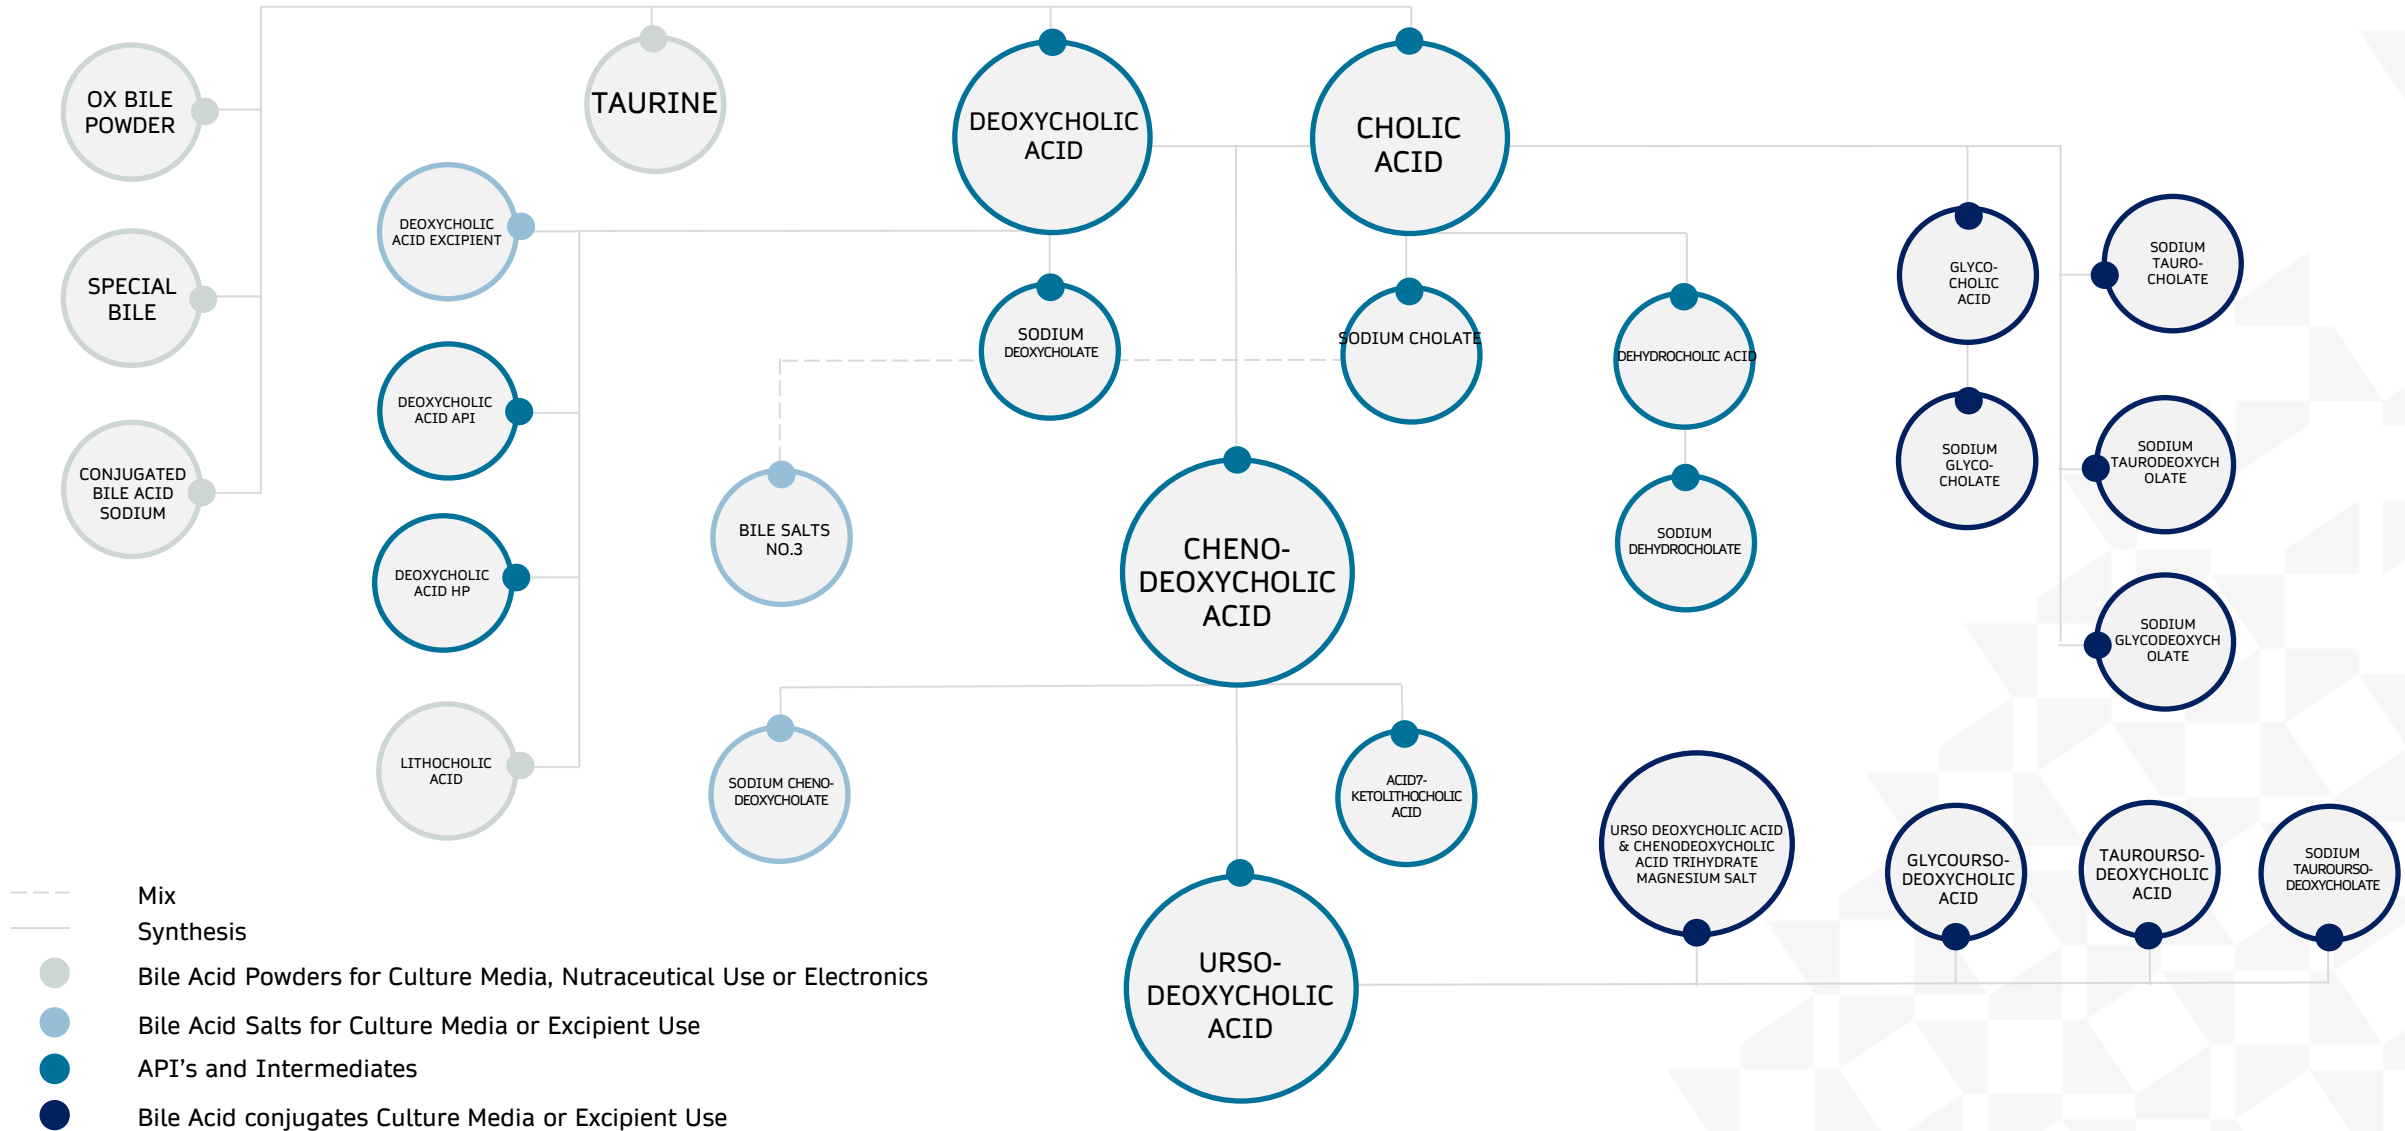 OX BILE
POWDER
TAURINE
DEOXYCHOLIC
ACID
CHOLIC
ACID
DEOXYCHOLIC
ACID EXCIPIENT
SPECIAL
BILE
SODIUM
DEOXYCHOLATE
SODIUM CHOLATE
DEHYDROCHOLIC ACID
GLYCO-
CHOLIC
ACID
SODIUM
TAURO-
CHOLATE
DEOXYCHOLIC
ACID API
CONJUGATED
BILE ACID
SODIUM
BILE SALTS
NO.3
CHENO-
DEOXYCHOLIC
ACID
SODIUM
DEHYDROCHOLATE
SODIUM
GLYCO-
CHOLATE
SODIUM
TAURODEOXYCH
OLATE
DEOXYCHOLIC
ACID HP
SODIUM
GLYCODEOXYCH
OLATE
LITHOCHOLIC
ACID
SODIUM CHENO-
DEOXYCHOLATE
ACID7-
KETOLITHOCHOLIC
ACID
URSO DEOXYCHOLIC ACID
& CHENODEOXYCHOLIC
ACID TRIHYDRATE
MAGNESIUM SALT
GLYCOURSO-
DEOXYCHOLIC
ACID
TAUROURSO-
DEOXYCHOLIC
ACID
SODIUM
TAUROURSO-
DEOXYCHOLATE
URSO-
DEOXYCHOLIC
ACID
Mix
Synthesis
Bile Acid Powders for Culture Media, Nutraceutical Use or Electronics
Bile Acid Salts for Culture Media or Excipient Use
API's and Intermediates
Bile Acid conjugates Culture Media or Excipient Use